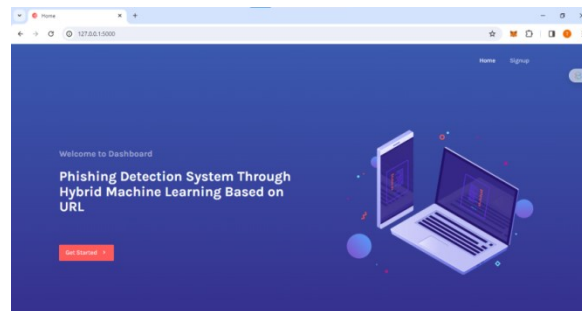 Home
127.0.0.1:5000
Home Signup
Welcome to Dashboard
Phishing Detection System Through
Hybrid Machine Learning Based on
URL
Get Started >